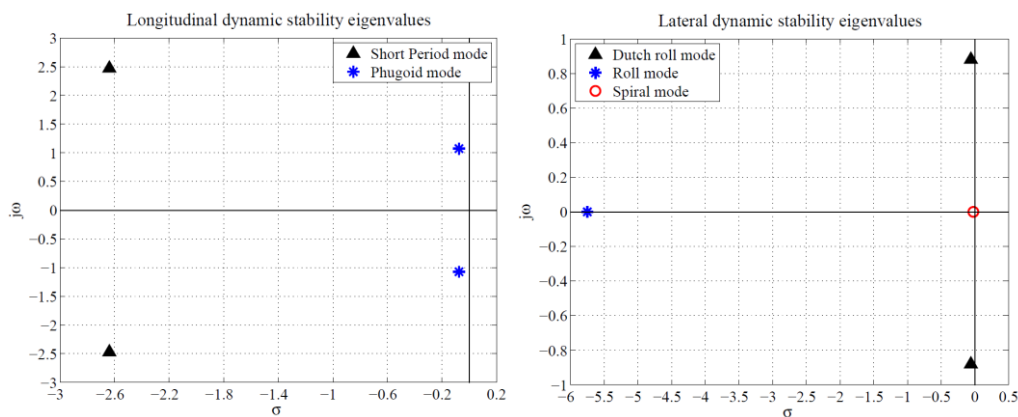 Longitudinal dynamic stability eigenvalues
3
2.5
2
1.5
1
0.5
0
−0.5
−1
−1.5
−2
−2.5
−3
jω
Short Period mode
Phugoid mode
−3 −2.6 −2.2 −1.8 −1.4 −1 −0.6 −0.2 0.2
σ
Lateral dynamic stability eigenvalues
1
0.8
0.6
0.4
0.2
0
−0.2
−0.4
−0.6
−0.8
−1
jω
Dutch roll mode
Roll mode
Spiral mode
−6 −5.5 −5 −4.5 −4 −3.5 −3 −2.5 −2 −1.5 −1 −0.5 0 0.5
σ